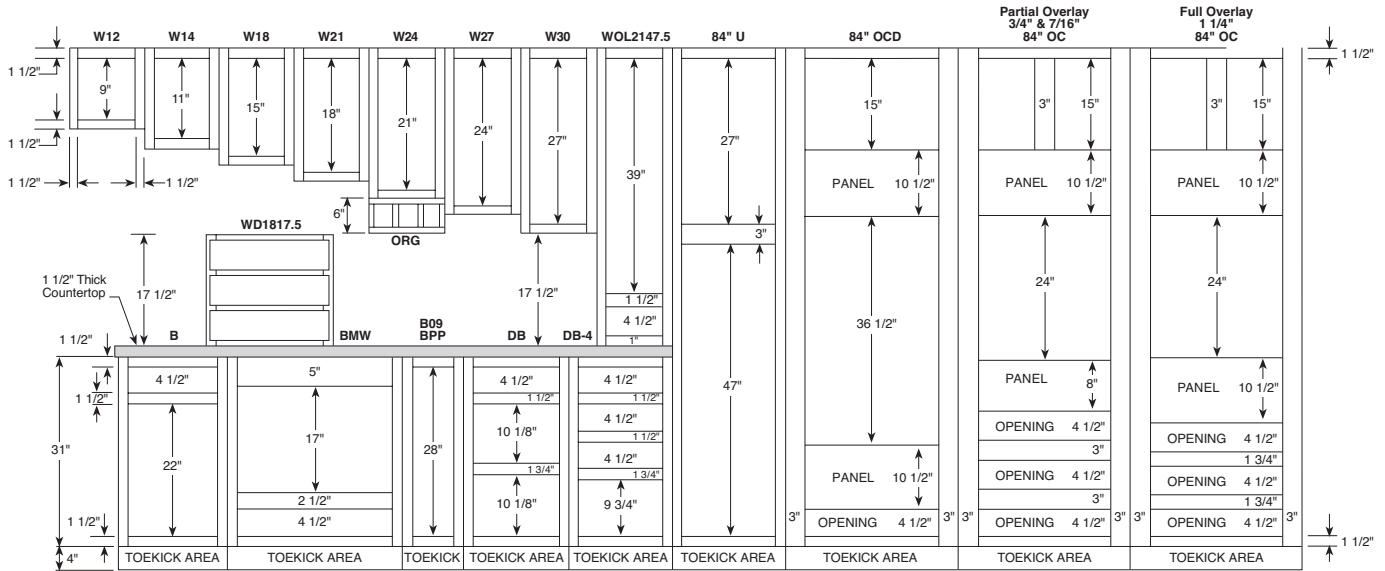 Partial Overlay
3/4" & 7/16"
84" OC
Full Overlay
1 1/4"
84" OC
W12
W14
W18
W21
W24
W27
W30
WOL2147.5
84" U
84" OCD
1 1/2"
1 1/2"
9"
11"
15"
18"
21"
24"
27"
39"
27"
15"
3"
15"
3"
15"
1 1/2"
1 1/2"
1 1/2"
PANEL 10 1/2"
PANEL 10 1/2"
PANEL 10 1/2"
6"
ORG
WD1817.5
3"
1 1/2" Thick
Countertop
17 1/2"
17 1/2"
24"
24"
1 1/2"
4 1/2"
1"
36 1/2"
B
BMW
B09
BPP
DB
DB-4
1 1/2"
4 1/2"
5"
4 1/2"
4 1/2"
1 1/2"
1 1/2"
1 1/2"
31"
22"
17"
28"
10 1/8"
1 3/4"
10 1/8"
4 1/2"
1 1/2"
4 1/2"
1 3/4"
9 3/4"
47"
PANEL 8"
PANEL 10 1/2"
OPENING 4 1/2"
3"
OPENING 4 1/2"
3"
OPENING 4 1/2"
OPENING 4 1/2"
1 3/4"
OPENING 4 1/2"
1 3/4"
OPENING 4 1/2"
2 1/2"
4 1/2"
PANEL 10 1/2"
3"
OPENING 4 1/2"
3"
3"
3"
3"
3"
1 1/2"
1 1/2"
4"
TOEKICK AREA
TOEKICK AREA
TOEKICK
TOEKICK AREA
TOEKICK AREA
TOEKICK AREA
TOEKICK AREA
TOEKICK AREA
TOEKICK AREA